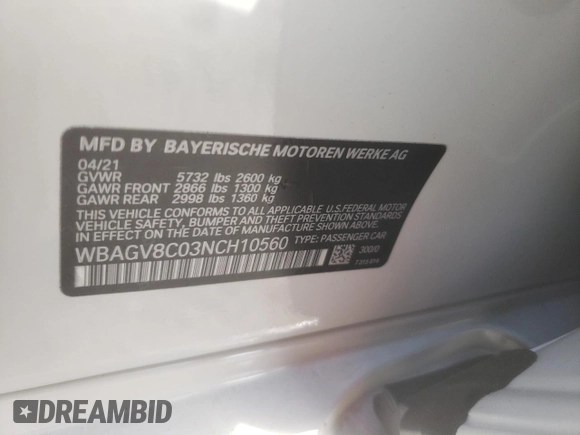 MFD BY BAYERISCHE MOTOREN WERKE AG
04/21
GVWR 5732 lbs 2600 kg
GAWR FRONT 2866 lbs 1300 kg
GAWR REAR 2998 lbs 1360 kg
THIS VEHICLE CONFORMS TO ALL APPLICABLE U.S.FEDERAL MOTOR
VEHICLE SAFETY, BUMPER AND THEFT PREVENTION STANDARDS IN
EFFECT ON THE DATE OF MANUFACTURE SHOWN ABOVE.
WBAGV8C03NCH10560 TYPE: PASSENGER CAR
300/0
DREAMBID